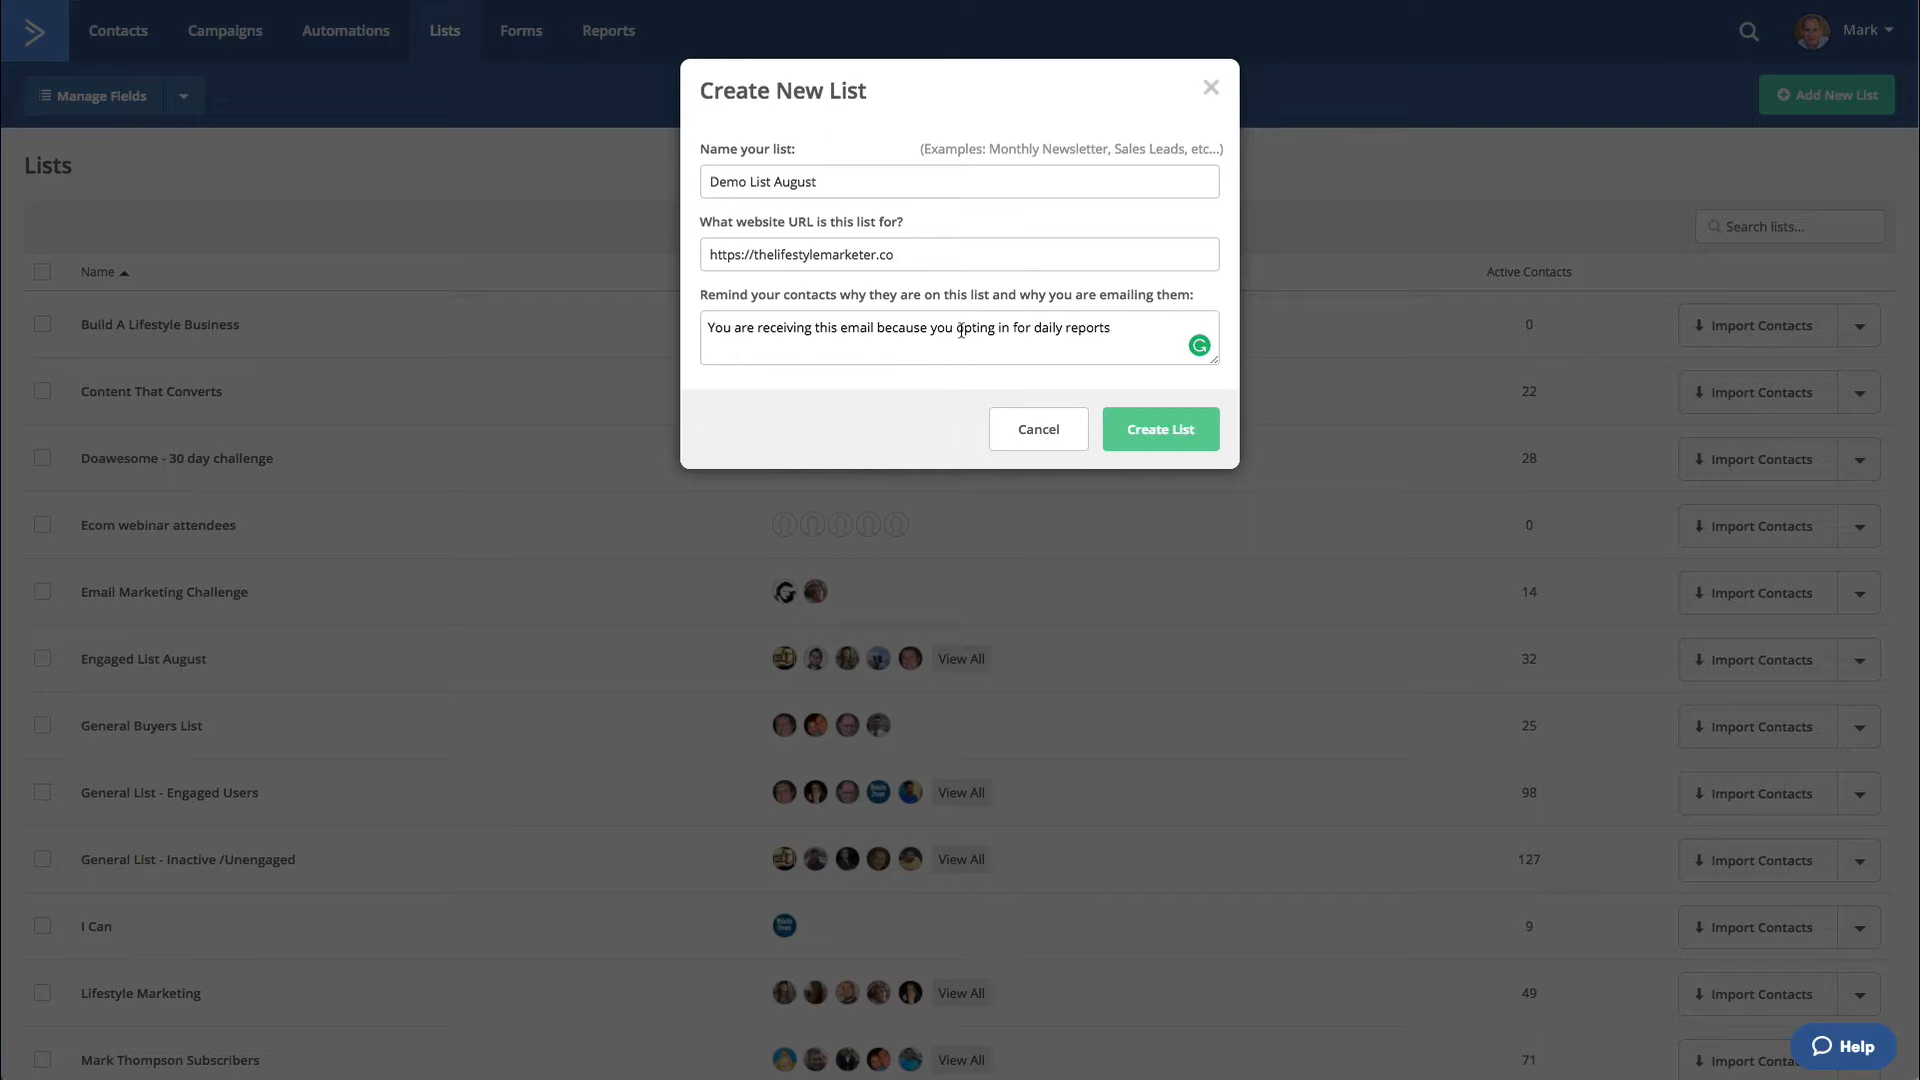 Contacts
Campaigns
Automations
Lists
Forms
Reports
Mark
Manage Fields
Add New List
Lists
Search lists...
Name
Active Contacts
Create New List
Name your list:
(Examples: Monthly Newsletter, Sales Leads, etc...)
Demo List August
What website URL is this list for?
https://thelifestylemarketer.co
Remind your contacts why they are on this list and why you are emailing them:
You are receiving this email because you opting in for daily reports
Cancel
Create List
Build A Lifestyle Business
0
Import Contacts
Content That Converts
22
Import Contacts
Doawesome - 30 day challenge
28
Import Contacts
Ecom webinar attendees
0
Import Contacts
Email Marketing Challenge
14
Import Contacts
Engaged List August
View All
32
Import Contacts
General Buyers List
25
Import Contacts
General List - Engaged Users
View All
98
Import Contacts
General List - Inactive /Unengaged
View All
127
Import Contacts
I Can
9
Import Contacts
Lifestyle Marketing
View All
49
Import Contacts
Mark Thompson Subscribers
View All
71
Import Conta
Help